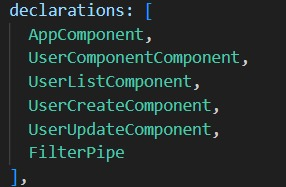 declarations: [
AppComponent,
UserComponentComponent,
UserListComponent,
UserCreateComponent,
UserUpdateComponent,
FilterPipe
],